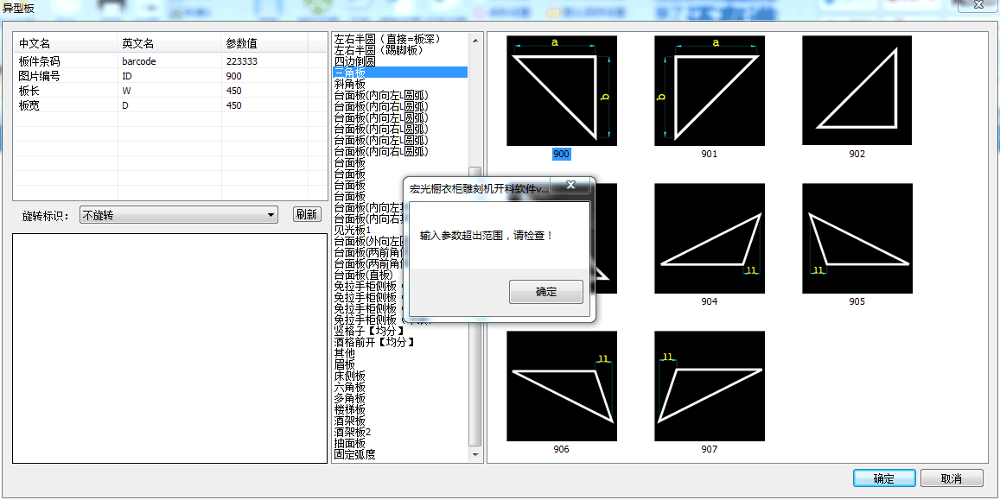 异型板
中文名 英文名 参数值
板件条码 barcode 223333
图片编号 ID 900
板长 W 450
板宽 D 450
旋转标识： 不旋转 刷新
左右半圆（直接=板深）
左右半圆（踢脚板）
四边倒圆
三角板
斜角板
台面板(内向左L圆弧)
台面板(内向右L圆弧)
台面板(内向左L圆弧)
台面板(内向右L圆弧)
台面板(内向左L圆弧)
台面板(内向右L圆弧)
台面板
台面板
台面板
台面板
台面板(内向左
台面板(内向右
见光板1
台面板(外向左
台面板(两前角
台面板(两前角
台面板(直板)
免拉手柜侧板
免拉手柜侧板
免拉手柜侧板
免拉手柜侧板
竖格子【均分】
酒格前开【均分】
其他
眉板
床侧板
六角板
多角板
楼梯板
酒架板
酒架板2
抽面板
固定弧度
a
b
900
a
b
901
902
宏光橱衣柜雕刻机开料软件v...
输入参数超出范围，请检查！
确定
l1
904
l1
905
l1
906
l1
907
确定 取消